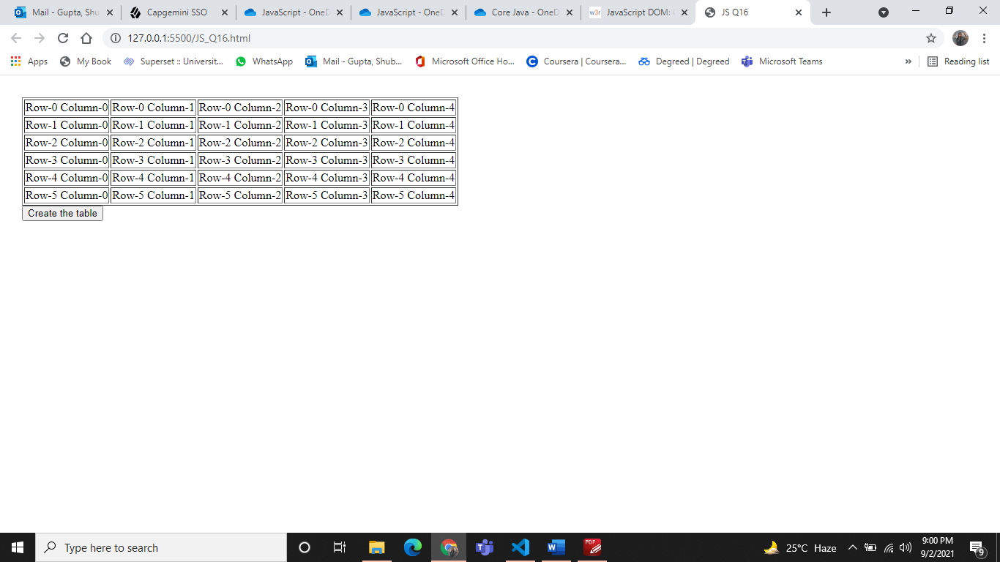 Mail - Gupta, Shu
Capgemini SSO
JavaScript - OneD
JavaScript - OneD
Core Java - OneD
w3r JavaScript DOM:
JS Q16
127.0.0.1:5500/JS_Q16.html
Apps My Book Superset :: Universit... WhatsApp Mail - Gupta, Shub... Microsoft Office Ho... Coursera | Coursera... Degreed | Degreed Microsoft Teams » Reading list
Row-0 Column-0 Row-0 Column-1 Row-0 Column-2 Row-0 Column-3 Row-0 Column-4
Row-1 Column-0 Row-1 Column-1 Row-1 Column-2 Row-1 Column-3 Row-1 Column-4
Row-2 Column-0 Row-2 Column-1 Row-2 Column-2 Row-2 Column-3 Row-2 Column-4
Row-3 Column-0 Row-3 Column-1 Row-3 Column-2 Row-3 Column-3 Row-3 Column-4
Row-4 Column-0 Row-4 Column-1 Row-4 Column-2 Row-4 Column-3 Row-4 Column-4
Row-5 Column-0 Row-5 Column-1 Row-5 Column-2 Row-5 Column-3 Row-5 Column-4
Create the table
Type here to search
PDF
25°C Haze
9:00 PM
9/2/2021
9